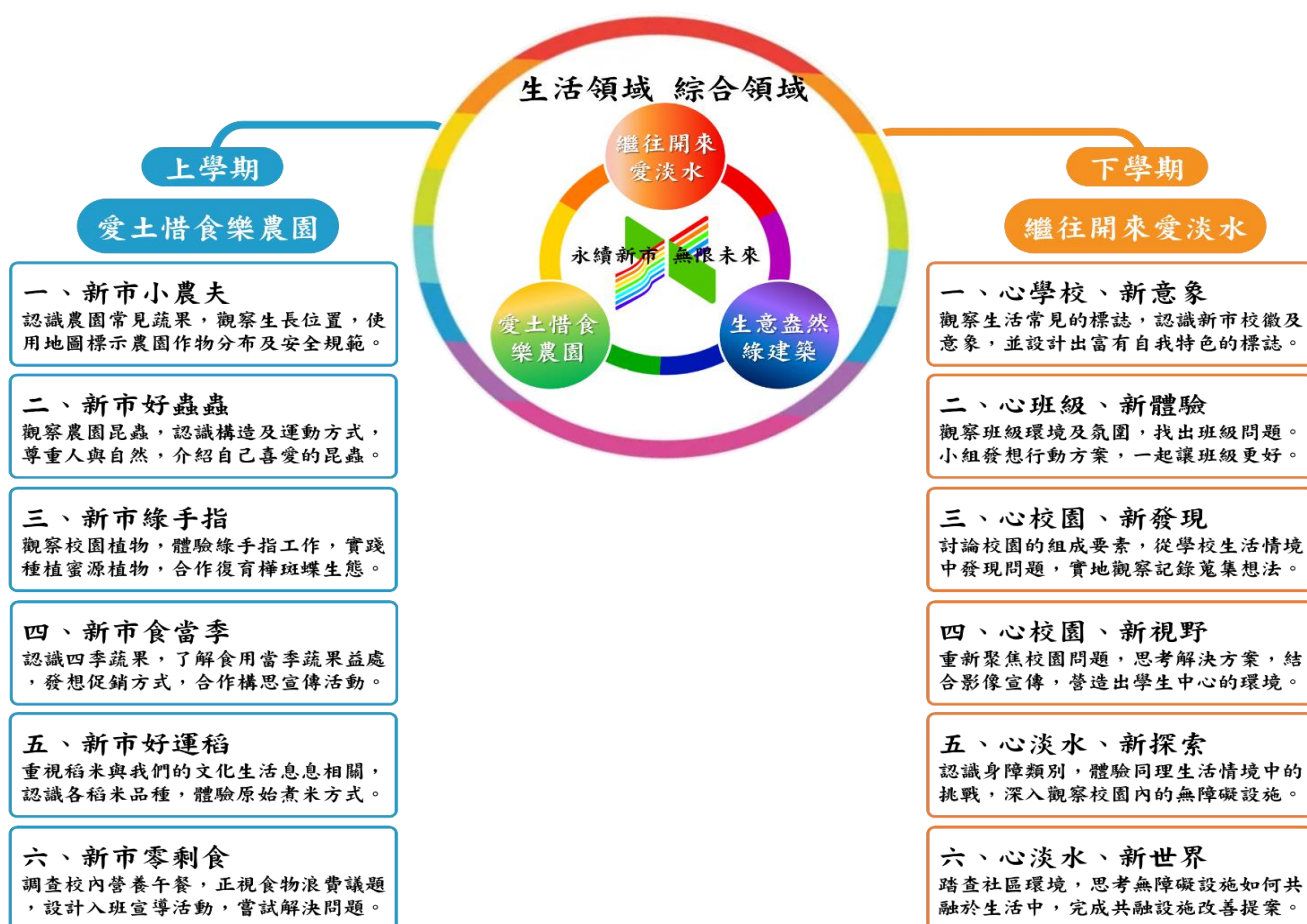 生活領域 綜合領域
繼往開來
愛淡水
永續新市 無限未來
愛土惜食
樂農園
生意盎然
綠建築
上學期
愛土惜食樂農園
一、新市小農夫
認識農園常見蔬果，觀察生長位置，使
用地圖標示農園作物分布及安全規範。
二、新市好蟲蟲
觀察農園昆蟲，認識構造及運動方式，
尊重人與自然，介紹自己喜愛的昆蟲。
三、新市綠手指
觀察校園植物，體驗綠手指工作，實踐
種植蜜源植物，合作復育樺斑蝶生態。
四、新市食當季
認識四季蔬果，了解食用當季蔬果益處
，發想促銷方式，合作構思宣傳活動。
五、新市好運稻
重視稻米與我們的文化生活息息相關，
認識各稻米品種，體驗原始煮米方式。
六、新市零剩食
調查校內營養午餐，正視食物浪費議題
，設計入班宣導活動，嘗試解決問題。
下學期
繼往開來愛淡水
一、心學校、新意象
觀察生活常見的標誌，認識新市校徽及
意象，並設計出富有自我特色的標誌。
二、心班級、新體驗
觀察班級環境及氛圍，找出班級問題。
小組發想行動方案，一起讓班級更好。
三、心校園、新發現
討論校園的組成要素，從學校生活情境
中發現問題，實地觀察記錄蒐集想法。
四、心校園、新視野
重新聚焦校園問題，思考解決方案，結
合影像宣傳，營造出學生中心的環境。
五、心淡水、新探索
認識身障類別，體驗同理生活情境中的
挑戰，深入觀察校園內的無障礙設施。
六、心淡水、新世界
踏查社區環境，思考無障礙設施如何共
融於生活中，完成共融設施改善提案。